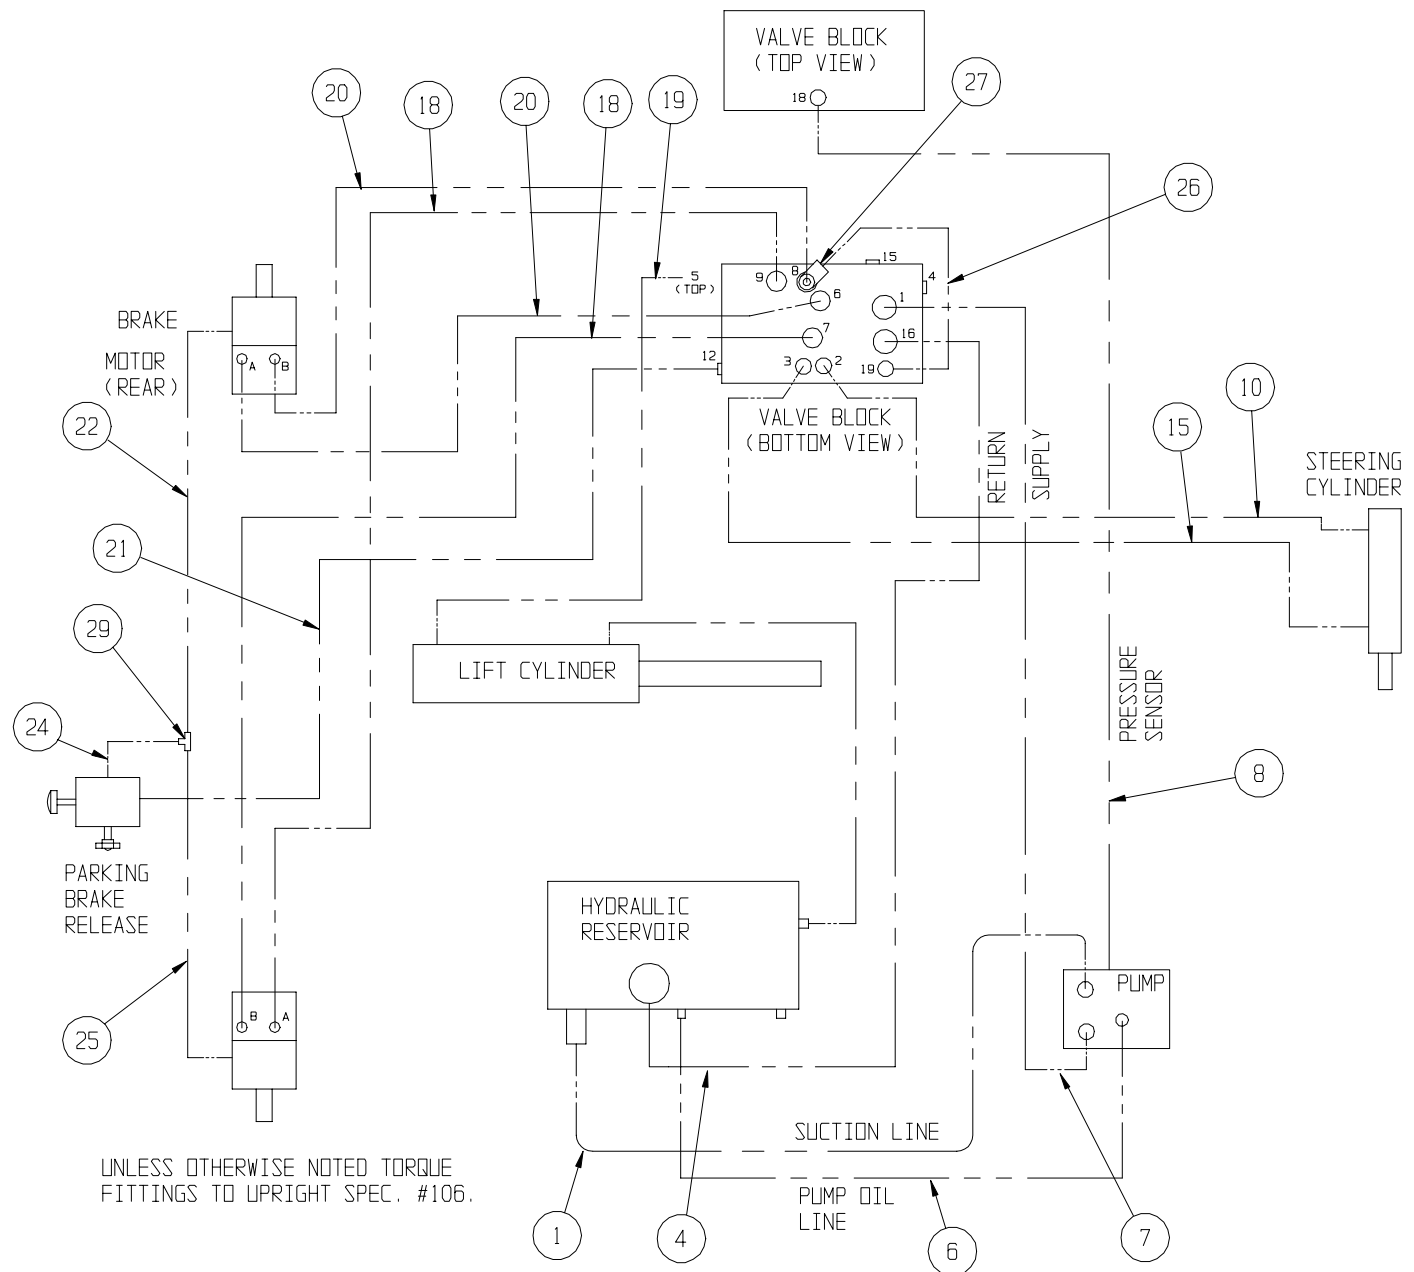 VALVE BLOCK
(TOP VIEW)
18
27
20
18
20
18
19
26
15
9
8
5
(TOP)
4
6
1
7
16
12
3
2
19
BRAKE
MOTOR
(REAR)
A
B
VALVE BLOCK
(BOTTOM VIEW)
RETURN
SUPPLY
10
15
STEERING
CYLINDER
22
21
29
24
LIFT CYLINDER
PRESSURE
SENSOR
8
PARKING
BRAKE
RELEASE
HYDRAULIC
RESERVOIR
PUMP
B
A
25
SUCTION LINE
PUMP OIL
LINE
UNLESS OTHERWISE NOTED TORQUE
FITTINGS TO UPRIGHT SPEC. #106.
1
4
6
7